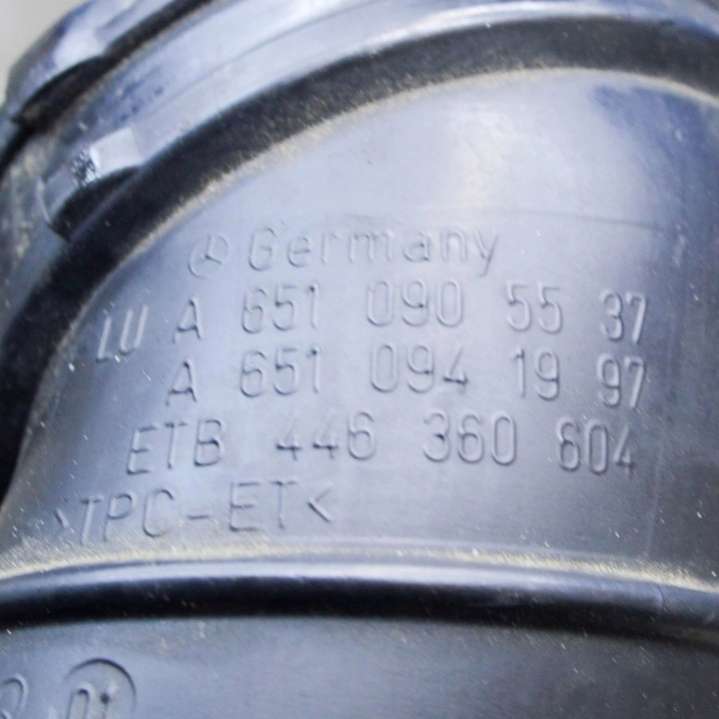 Germany
LU A 651 090 55 37
A 651 094 19 97
ETB 446 360 604
>TPC-ET<